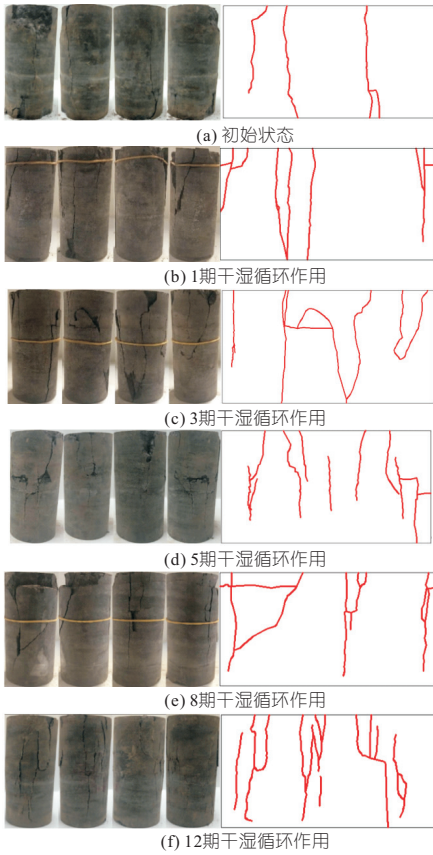 (a) 初始状态
(b) 1期干湿循环作用
(c) 3期干湿循环作用
(d) 5期干湿循环作用
(e) 8期干湿循环作用
(f) 12期干湿循环作用